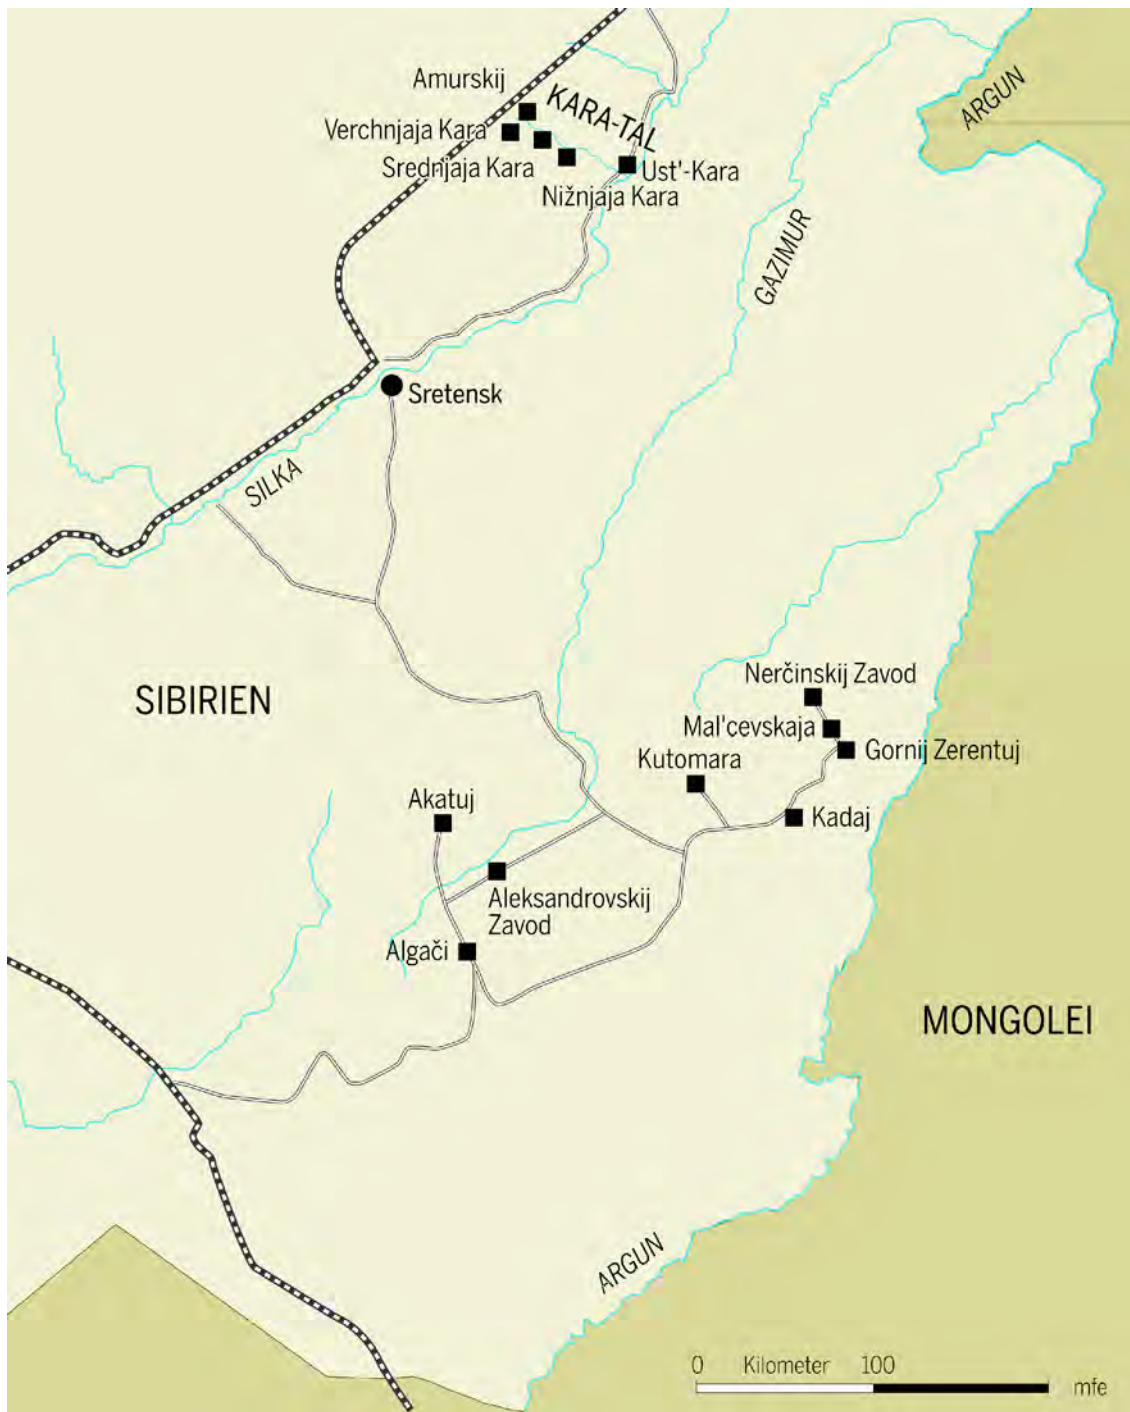 Amurskij
KARA-TAL
Verchnjaja Kara
Srednjaja Kara
Ust'-Kara
Nižnjaja Kara
ARGUN
GAZIMUR
Sretensk
SILKA
SIBIRIEN
Nerčinskij Zavod
Mal'cevskaja
Gornij Zerentuj
Kutomara
Akatuj
Kadaj
Aleksandrovskij
Zavod
Algači
MONGOLEI
ARGUN
0 Kilometer 100
mfe